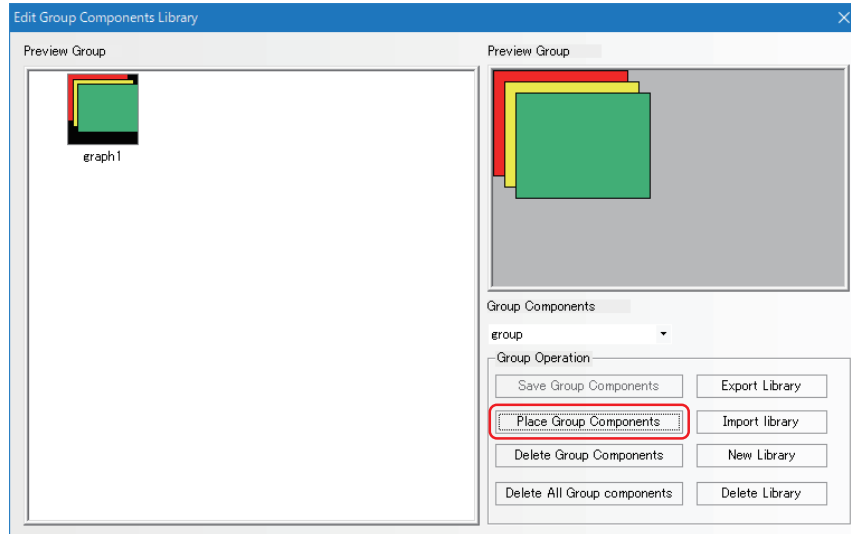 Edit Group Components Library
Preview Group
graph1
Preview Group
Group Components
group
Group Operation
Save Group Components
Export Library
Place Group Components
Import library
Delete Group Components
New Library
Delete All Group components
Delete Library